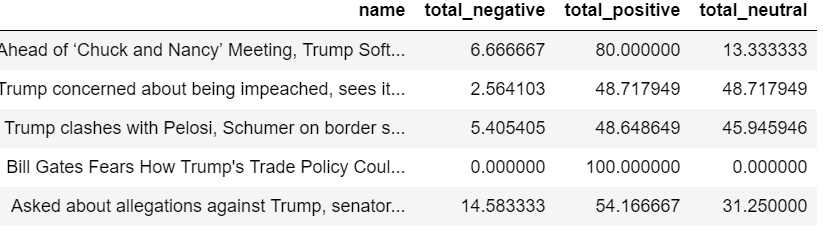 name total_negative total_positive total_neutral
Ahead of ‘Chuck and Nancy’ Meeting, Trump Soft... 6.666667 80.000000 13.333333
Trump concerned about being impeached, sees it... 2.564103 48.717949 48.717949
Trump clashes with Pelosi, Schumer on border s... 5.405405 48.648649 45.945946
Bill Gates Fears How Trump's Trade Policy Coul... 0.000000 100.000000 0.000000
Asked about allegations against Trump, senator... 14.583333 54.166667 31.250000